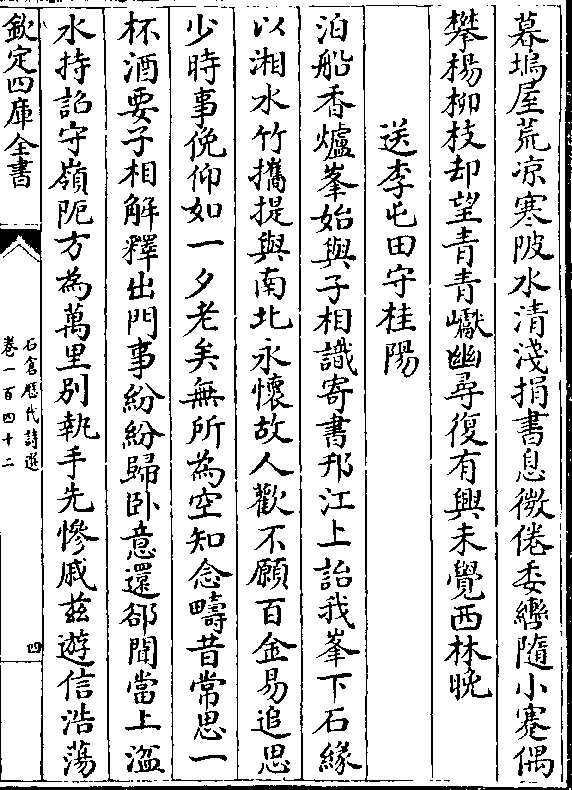 暮塢屋荒凉寒陂水清淺捐書息微倦委轡隨小蹇偶
攀楊柳枝却望青青巘幽尋復有興未覺西林晚
送李屯田守桂陽
泊船香爐峯始與子相識寄書邗江上詒我峯下石緣
以湘水竹攜提與南北永懷故人歡不願百金易追思
少時事俛仰如一夕老矣無所為空知念疇昔常思一
杯酒要子相解釋出門事紛紛歸卧意還郤聞當上湓
水持詔守嶺阨方為萬里別執手先慘戚兹遊信浩蕩
欽定四庫全書
石倉歷代詩選
卷一百四十二
四